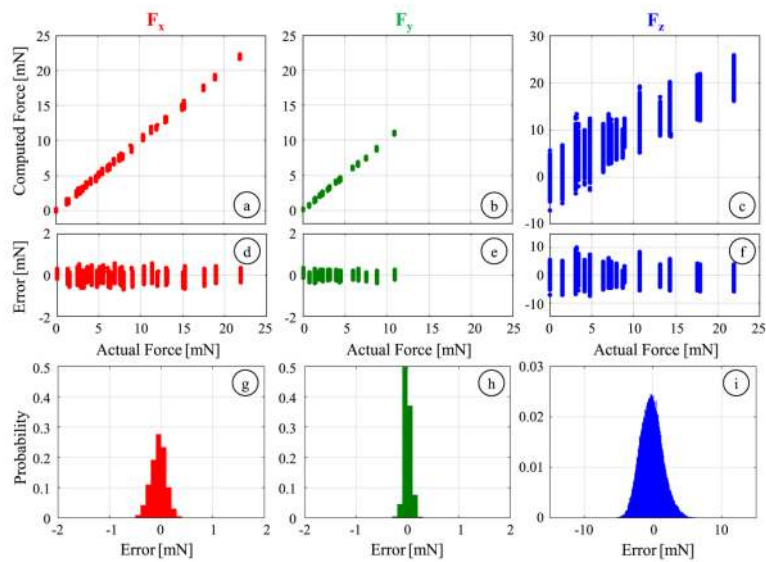 Fx Fy Fz
25 25 30
20 20
20
15 15
10 10 10
5 5 0
0 a 0 b -10 c
Computed Force [mN]
2 d 2 e 10 f
0 0 0
-10
-2 -2
Error [mN]
0 5 10 15 20 25 0 5 10 15 20 25 0 5 10 15 20 25
Actual Force [mN] Actual Force [mN] Actual Force [mN]
0.5 g 0.5 h 0.03 i
0.4 0.4
0.02
0.3 0.3
0.2 0.2
0.01
0.1 0.1
0 0 0
Probability
-2 -1 0 1 2 -2 -1 0 1 2 -10 0 10
Error [mN] Error [mN] Error [mN]